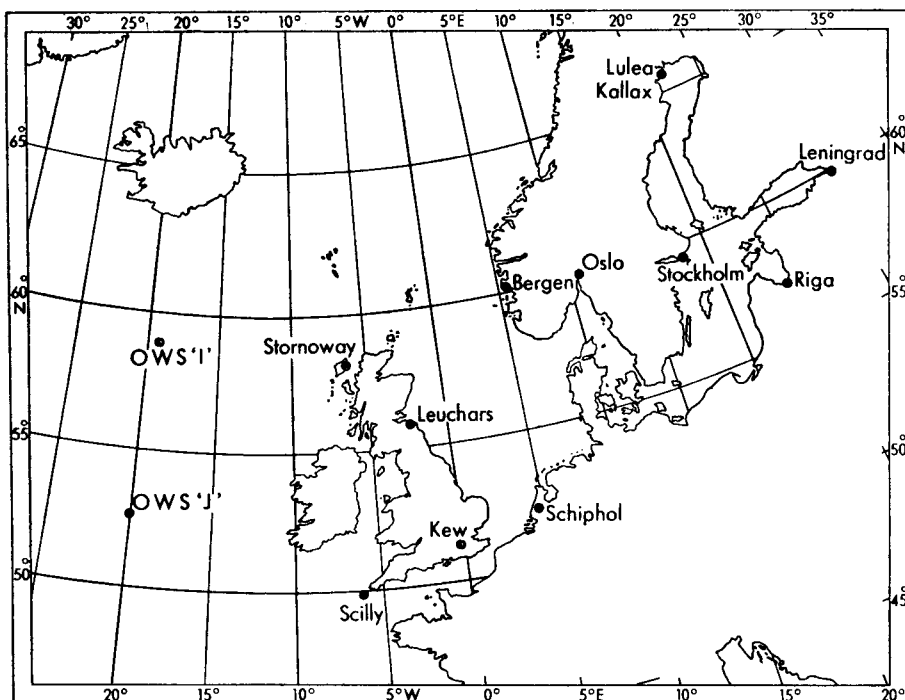 30° 25° 20° 15° 10° 5°W 0° 5°E 10° 15° 20° 25° 30° 35°
Lulea-
Kallax
65°
60°
N
Leningrad
60°
N
Bergen
Oslo
Stockholm
Riga
55°
OWS 'I'
Stornoway
Leuchars
55°
50°
OWS 'J'
Kew
Schiphol
50°
Scilly
45°
20° 15° 10° 5°W 0° 5°E 10° 15° 20°E